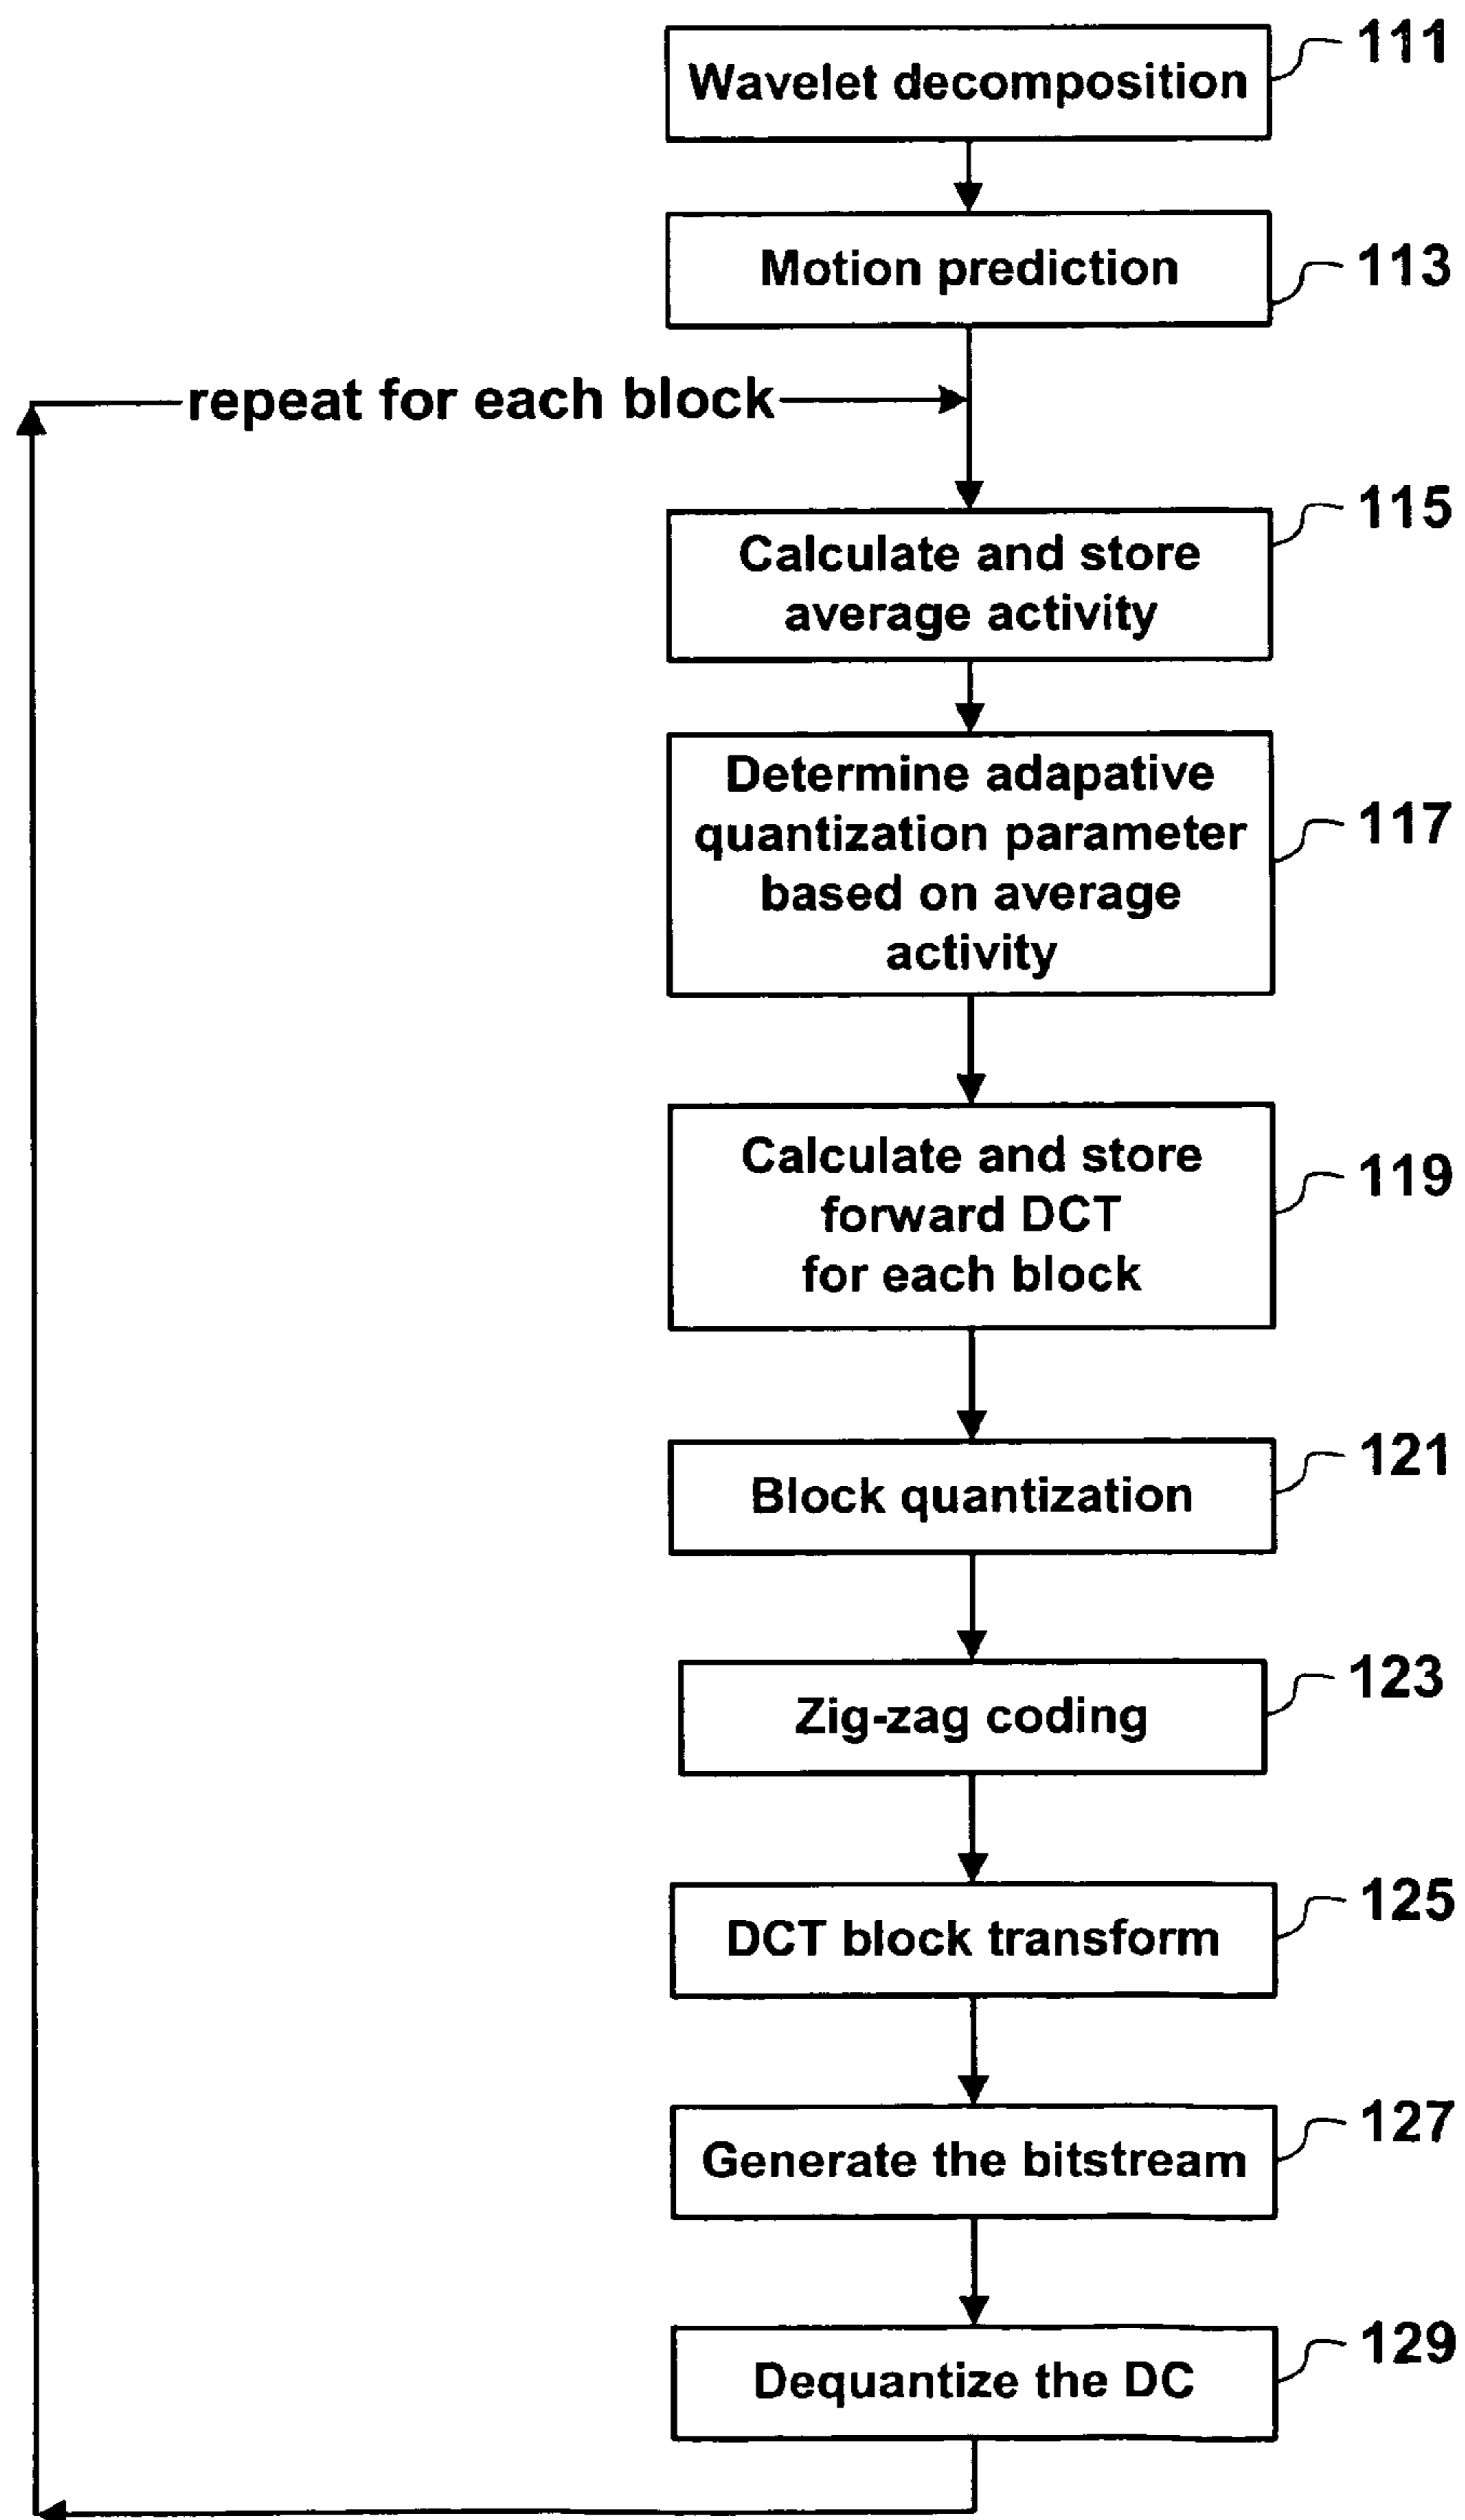 Wavelet decomposition
111
Motion prediction
113
repeat for each block
Calculate and store
average activity
115
Determine adapative
quantization parameter
based on average
activity
117
Calculate and store
forward DCT
for each block
119
Block quantization
121
Zig-zag coding
123
DCT block transform
125
Generate the bitstream
127
Dequantize the DC
129